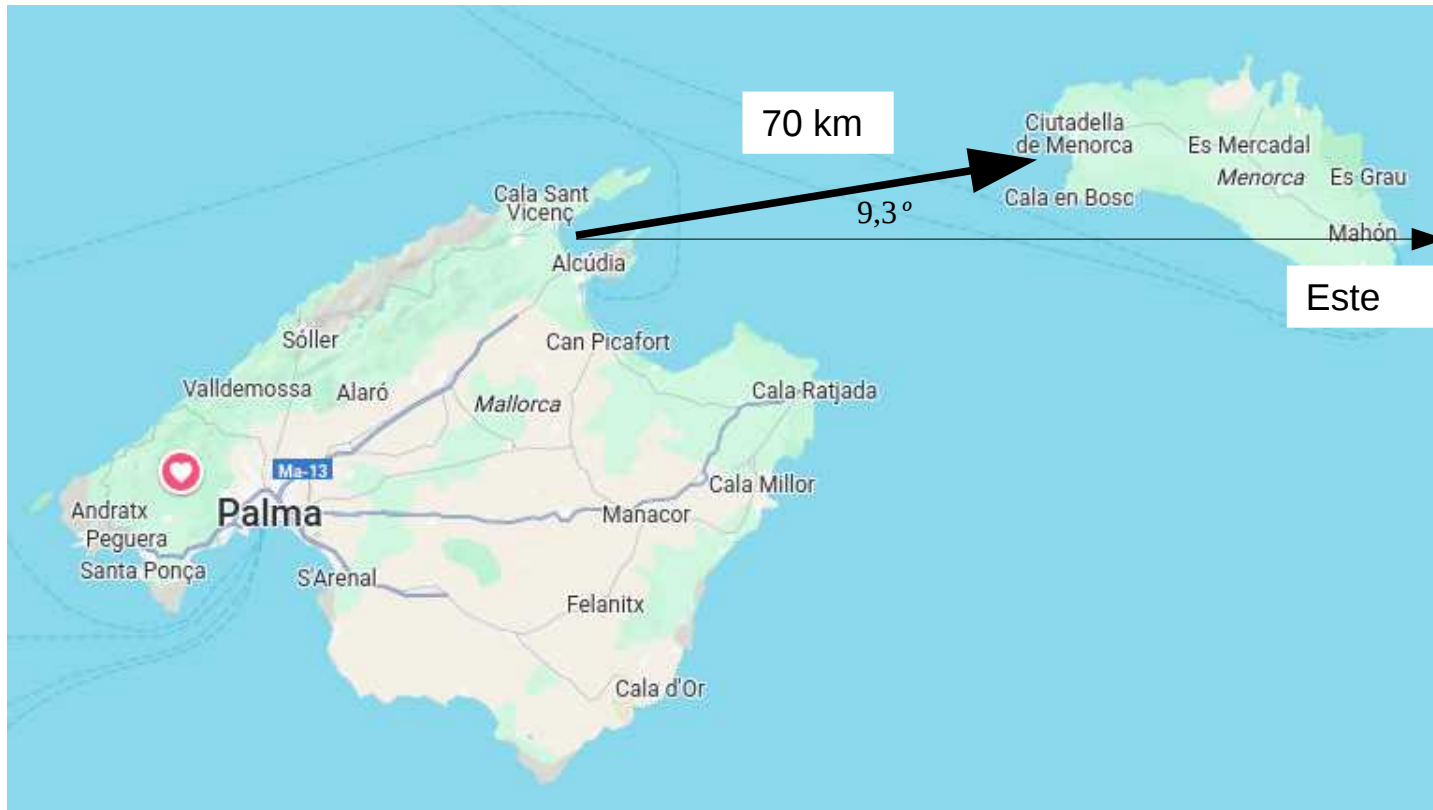 70 km
Ciutadella
de Menorca
Es Mercadal
Menorca
Es Grau
Cala Sant
Vicenç
Cala en Bosc
9,3º
Mahón
Alcúdia
Este
Sóller
Can Picafort
Valldemossa
Alaró
Mallorca
Cala Ratjada
Ma-13
Cala Millor
Andratx
Palma
Manacor
Peguera
Santa Ponça
S'Arenal
Felanitx
Cala d'Or